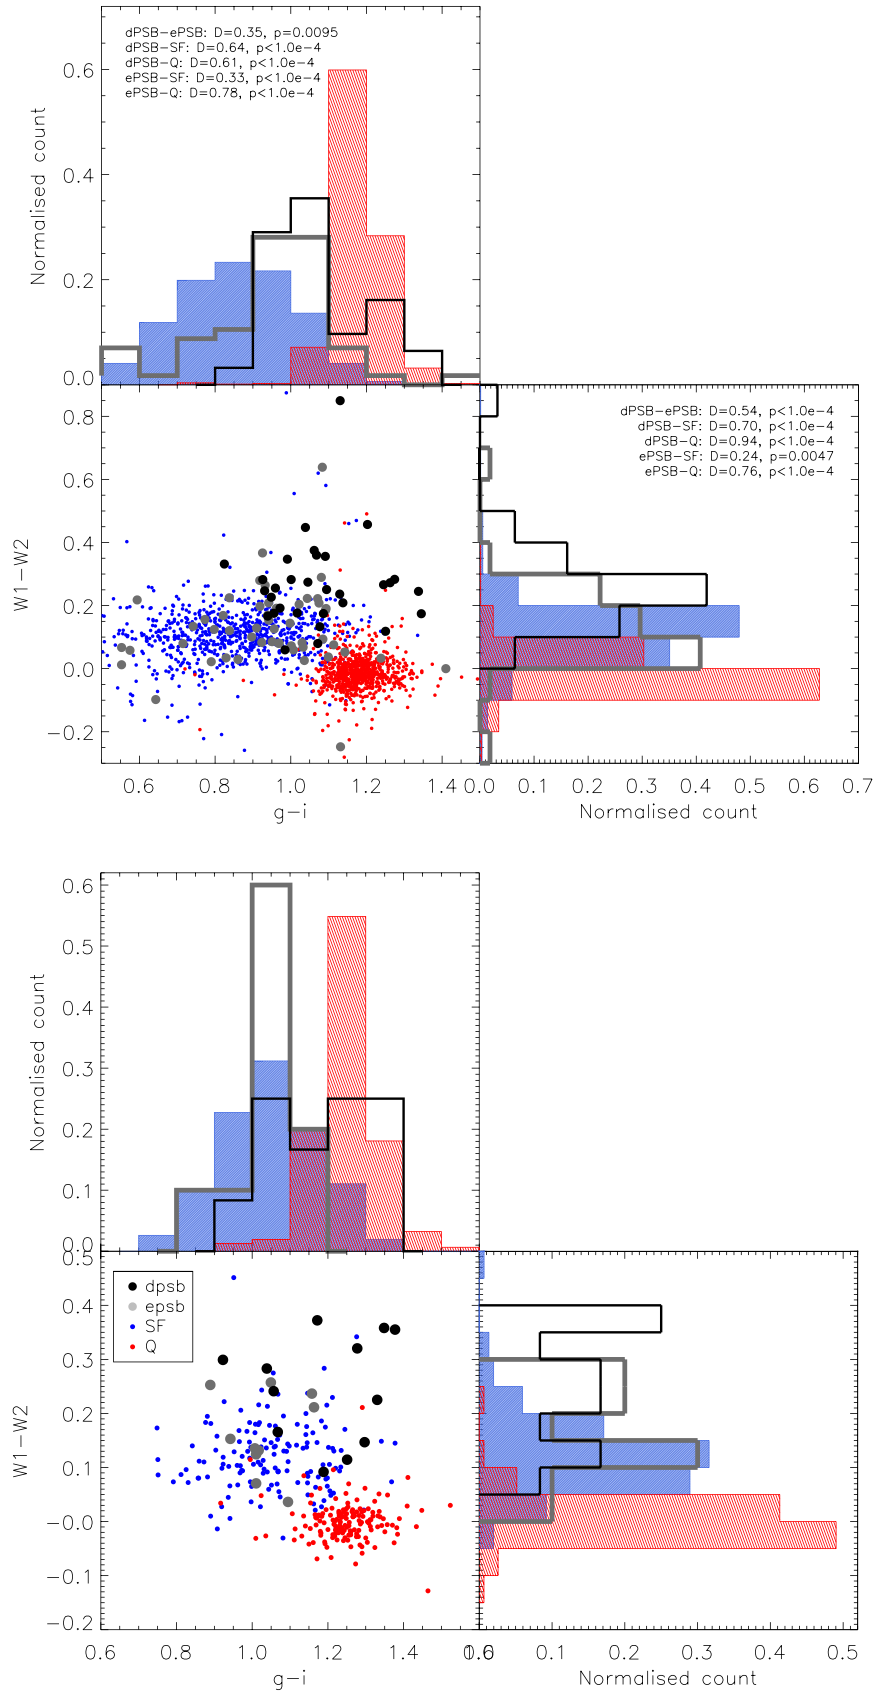 dPSB-ePSB: D=0.35, p=0.0095
dPSB-SF: D=0.64, p<1.0e-4
dPSB-Q: D=0.61, p<1.0e-4
ePSB-SF: D=0.33, p<1.0e-4
ePSB-Q: D=0.78, p<1.0e-4
Normalised count
0.6
0.4
0.2
0.0
dPSB-ePSB: D=0.54, p<1.0e-4
dPSB-SF: D=0.70, p<1.0e-4
dPSB-Q: D=0.94, p<1.0e-4
ePSB-SF: D=0.24, p=0.0047
ePSB-Q: D=0.76, p<1.0e-4
W1-W2
0.8
0.6
0.4
0.2
0.0
-0.2
0.6 0.8 1.0 1.2 1.4
g-i
0.0 0.1 0.2 0.3 0.4 0.5 0.6 0.7
Normalised count
Normalised count
0.6
0.5
0.4
0.3
0.2
0.1
0.0
dpsb
epsb
SF
Q
W1-W2
0.5
0.4
0.3
0.2
0.1
-0.0
-0.1
-0.2
0.6 0.8 1.0 1.2 1.4 1.6
g-i
0.0 0.1 0.2 0.3 0.4 0.5
Normalised count